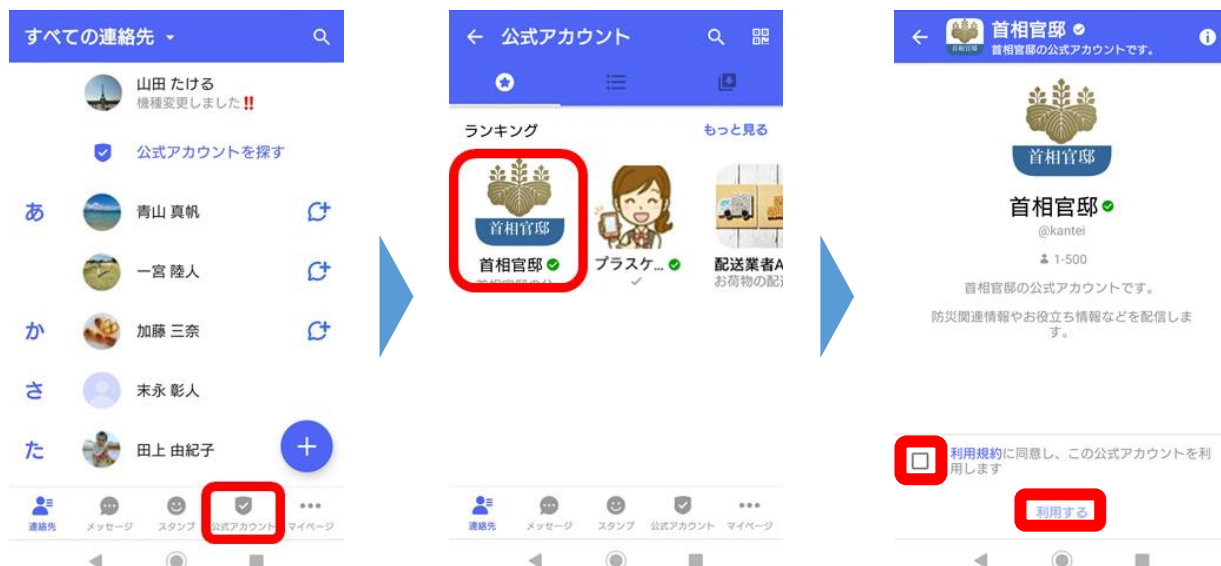 すべての連絡先
山田 たける
機種変更しました!!
公式アカウントを探す
あ
青山 真帆
一宮 陸人
か
加藤 三奈
さ
末永 彰人
た
田上 由紀子
連絡先
メッセージ
スタンプ
公式アカウント
マイページ
公式アカウント
ランキング
もっと見る
首相官邸
首相官邸
首相官邸の公
プラスケ...
配送業者A
お荷物の配
連絡先
メッセージ
スタンプ
公式アカウント
マイページ
首相官邸
首相官邸
首相官邸の公式アカウントです。
首相官邸
首相官邸
@kantei
1-500
首相官邸の公式アカウントです。
防災関連情報やお役立ち情報などを配信しま
す。
利用規約に同意し、この公式アカウントを利
用します
利用する